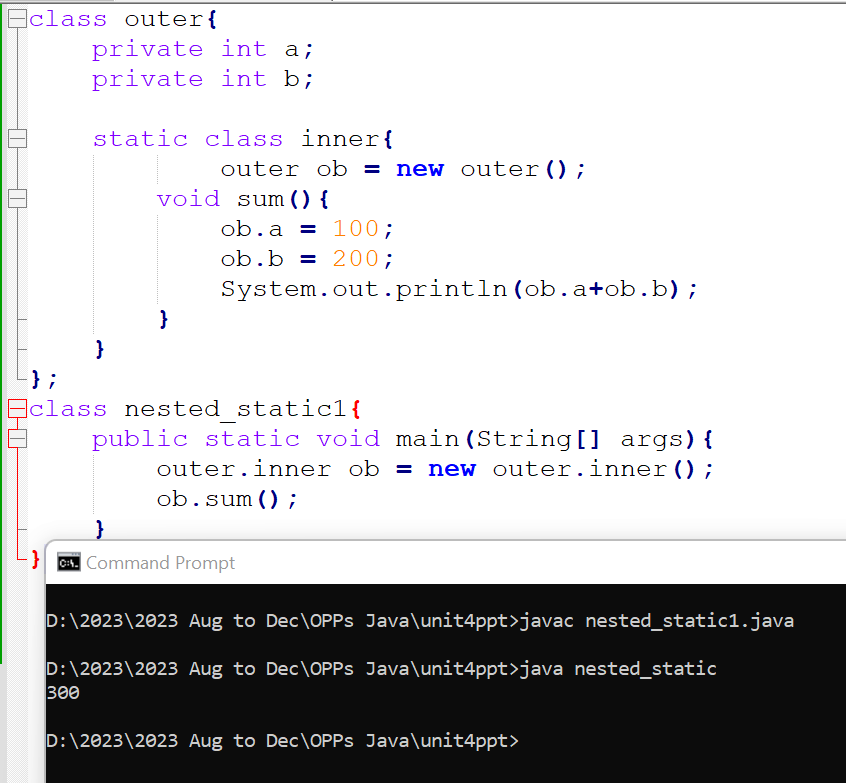 class outer{
    private int a;
    private int b;

    static class inner{
            outer ob = new outer();
        void sum(){
            ob.a = 100;
            ob.b = 200;
            System.out.println(ob.a+ob.b);
        }
    }
};
class nested_static1{
    public static void main(String[] args){
        outer.inner ob = new outer.inner();
        ob.sum();
    }
}
Command Prompt
D:\2023\2023 Aug to Dec\OPPs Java\unit4ppt>javac nested_static1.java
D:\2023\2023 Aug to Dec\OPPs Java\unit4ppt>java nested_static
300
D:\2023\2023 Aug to Dec\OPPs Java\unit4ppt>